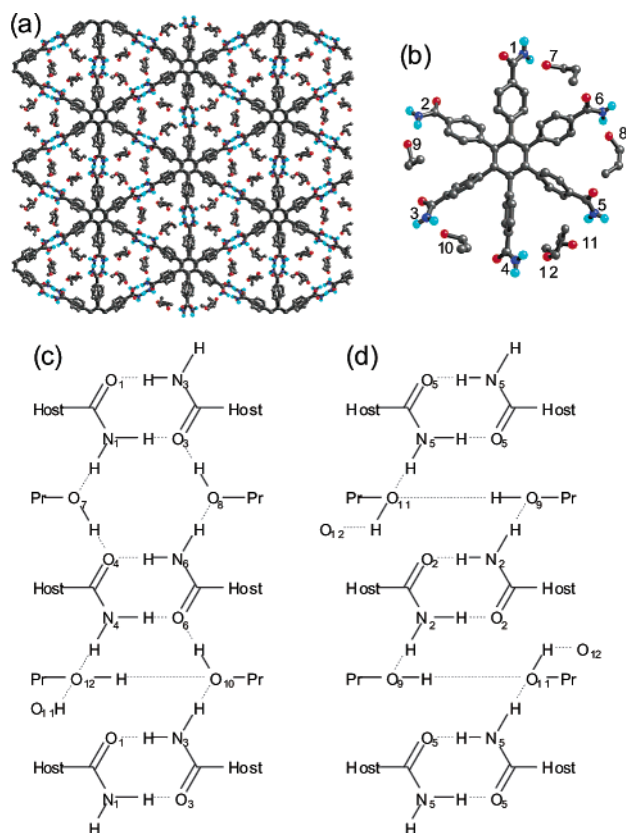 (a)
(b)
1
7
2
6
9
8
3
5
10
4
11
12
(c)
(d)
H
O1 H N3
Host Host
N1 H O3
H H
Pr O7 O8 Pr
H H
O4 H N6
Host Host
N4 H O6
H H
Pr O12 H O10 Pr
O11H H
O1 H N3
Host Host
N1 H O3
H
H
O5 H N5
Host Host
N5 H O5
H
Pr O11 H O9 Pr
O12 H H
O2 H N2
Host Host
N2 H O2
H H O12
Pr O9 H O11 Pr
H
O5 H N5
Host Host
N5 H O5
H